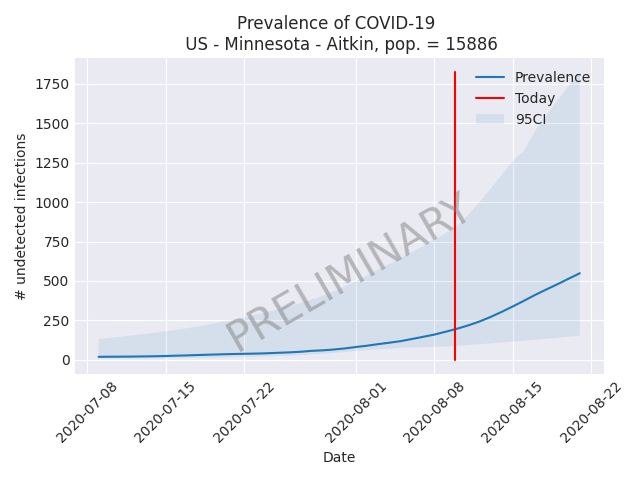 Prevalence of COVID-19
US - Minnesota - Aitkin, pop. = 15886
# undetected infections
1750
1500
1250
1000
750
500
250
0
Prevalence
Today
95CI
PRELIMINARY
2020-07-08
2020-07-15
2020-07-22
2020-08-01
2020-08-08
2020-08-15
2020-08-22
Date